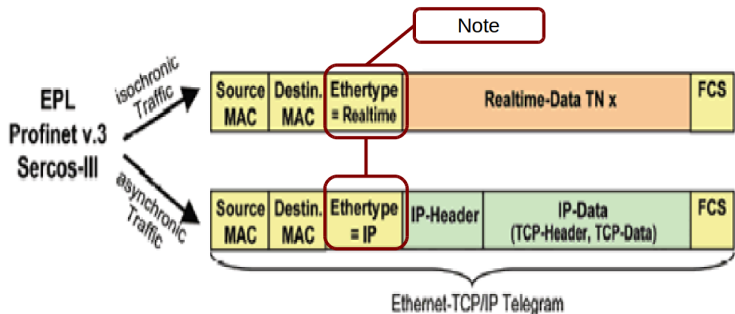 Note
EPL
Profinet v.3
Sercos-III
isochronic
Traffic
asynchronic
Traffic
Source
MAC
Destin.
MAC
Ethertype
= Realtime
Realtime-Data TN x
FCS
Source
MAC
Destin.
MAC
Ethertype
= IP
IP-Header
IP-Data
(TCP-Header, TCP-Data)
FCS
Ethernet-TCP/IP Telegram